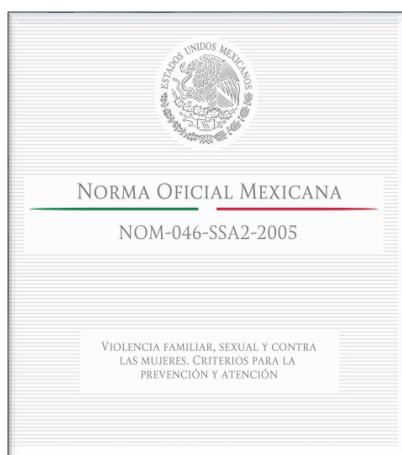 ESTADOS UNIDOS MEXICANOS
NORMA OFICIAL MEXICANA
NOM-046-SSA2-2005
VIOLENCIA FAMILIAR, SEXUAL Y CONTRA
LAS MUJERES. CRITERIOS PARA LA
PREVENCIÓN Y ATENCIÓN